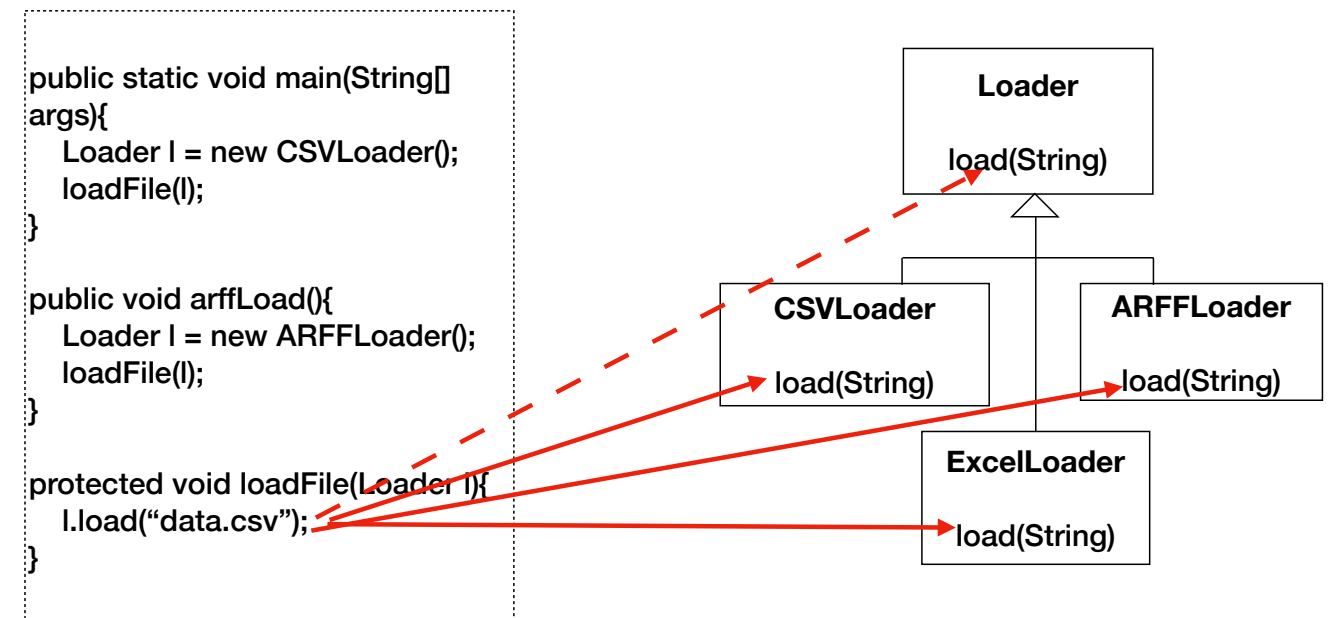 public static void main(String[]
args){
Loader l = new CSVLoader();
loadFile(l);
}
public void arffLoad(){
Loader l = new ARFFLoader();
loadFile(l);
}
protected void loadFile(Loader l){
l.load(“data.csv”);
}
Loader
load(String)
CSVLoader
load(String)
ARFFLoader
load(String)
ExcelLoader
load(String)